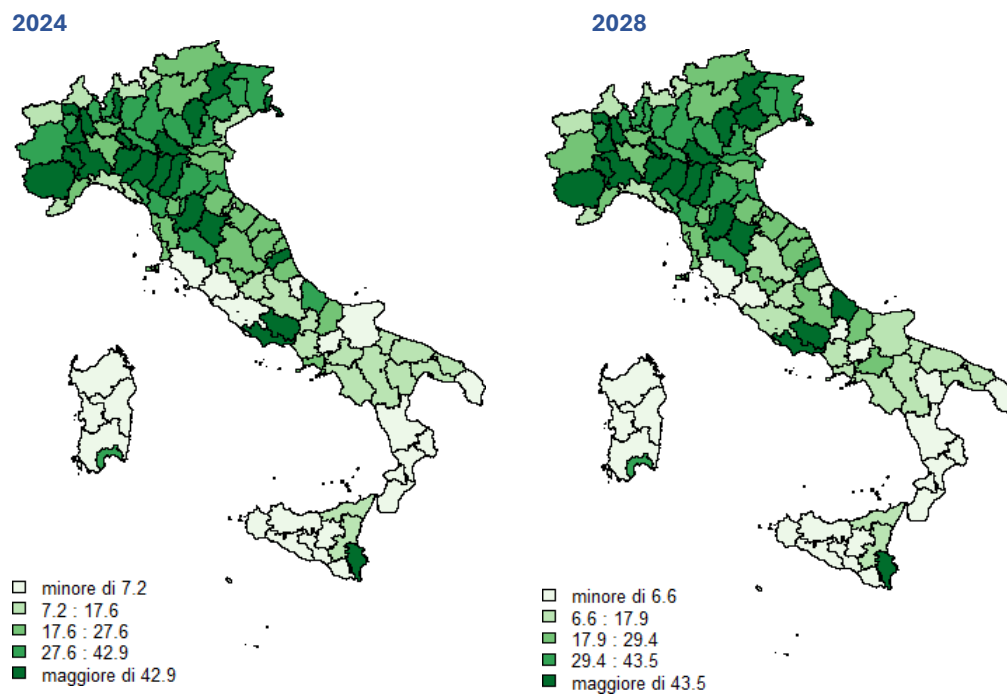 2024
2028
minore di 7.2
7.2 : 17.6
17.6 : 27.6
27.6 : 42.9
maggiore di 42.9
minore di 6.6
6.6 : 17.9
17.9 : 29.4
29.4 : 43.5
maggiore di 43.5